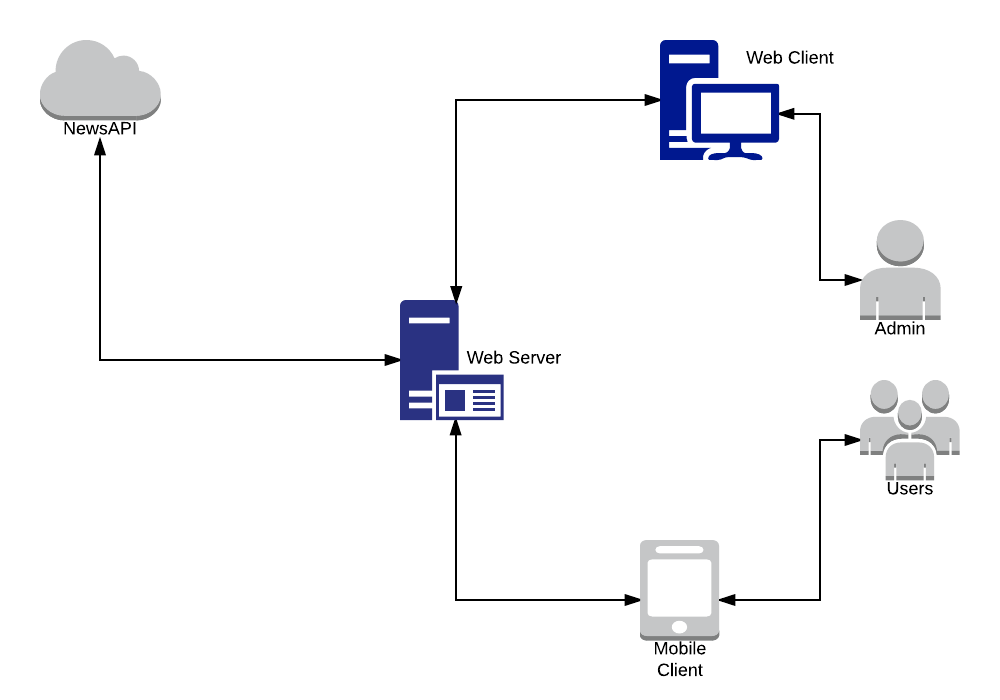 Web Client
NewsAPI
Admin
Web Server
Users
Mobile
Client